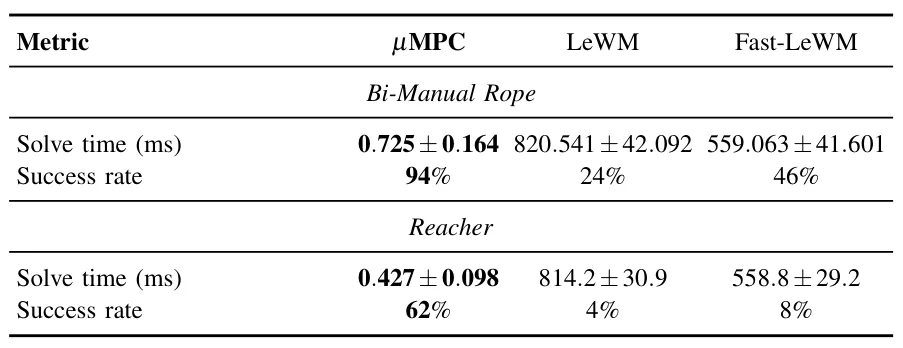 Metric µMPC LeWM Fast-LeWM
Bi-Manual Rope
Solve time (ms) 0.725 ± 0.164 820.541 ± 42.092 559.063 ± 41.601
Success rate 94% 24% 46%
Reacher
Solve time (ms) 0.427 ± 0.098 814.2 ± 30.9 558.8 ± 29.2
Success rate 62% 4% 8%